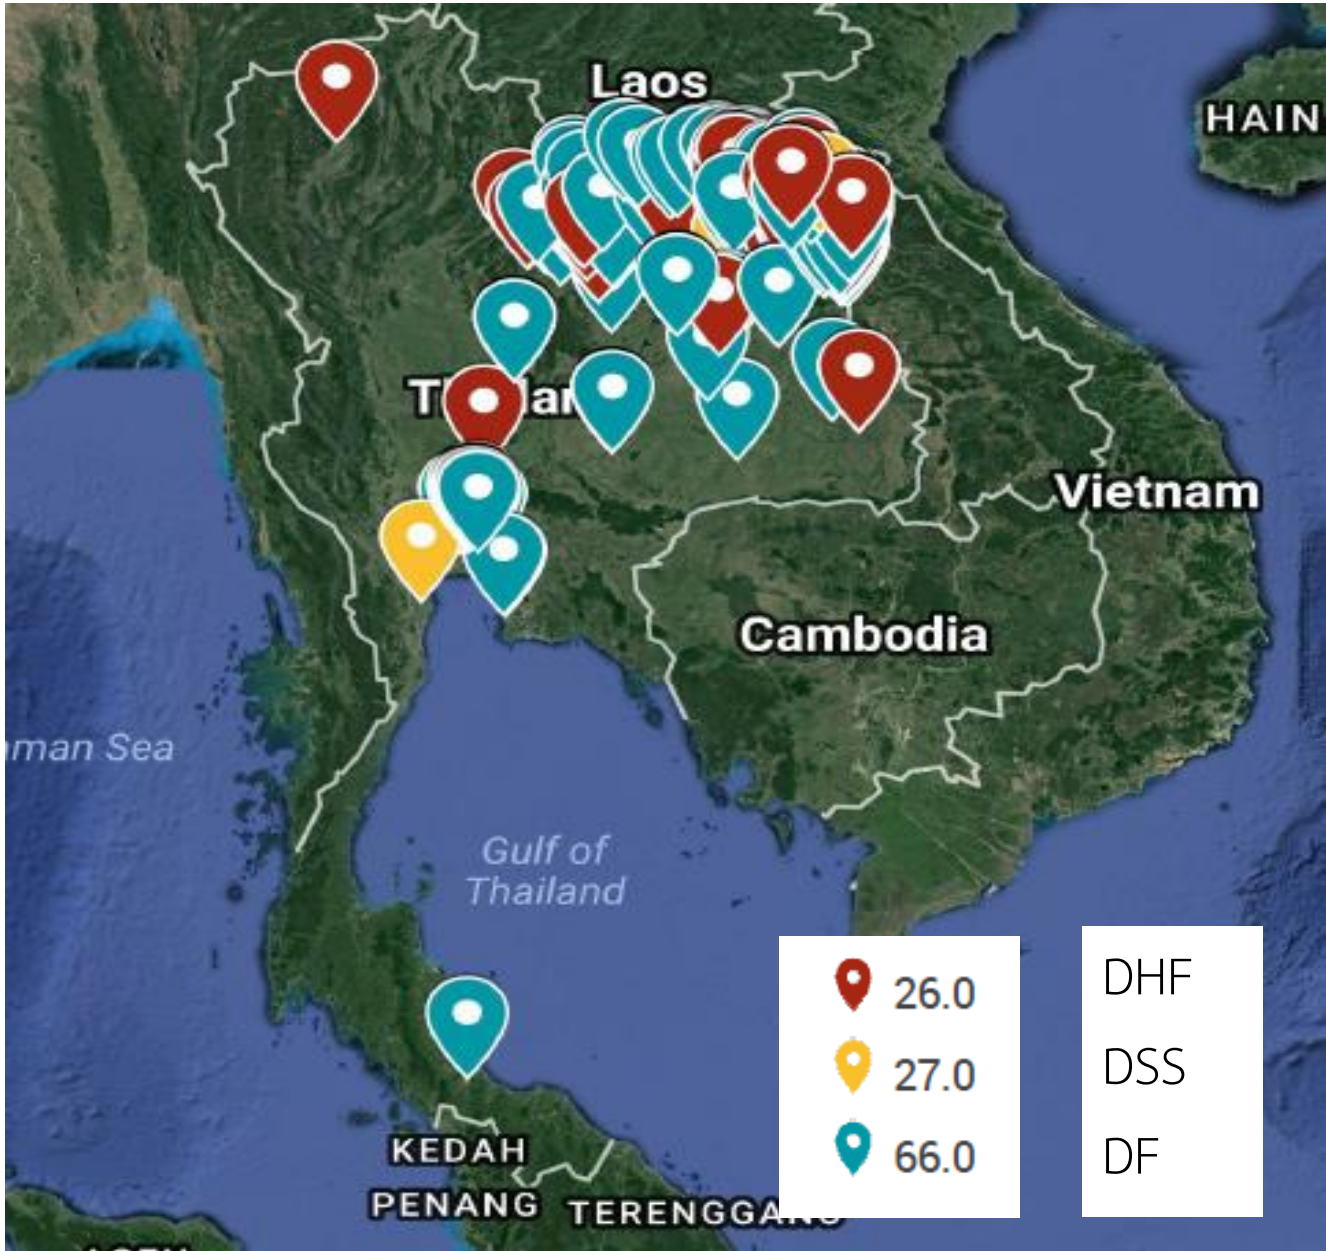 Laos
HAIN
Vietnam
Cambodia
Gulf of
Thailand
KEDAH
PENANG
26.0
27.0
66.0
DHF
DSS
DF
Sea